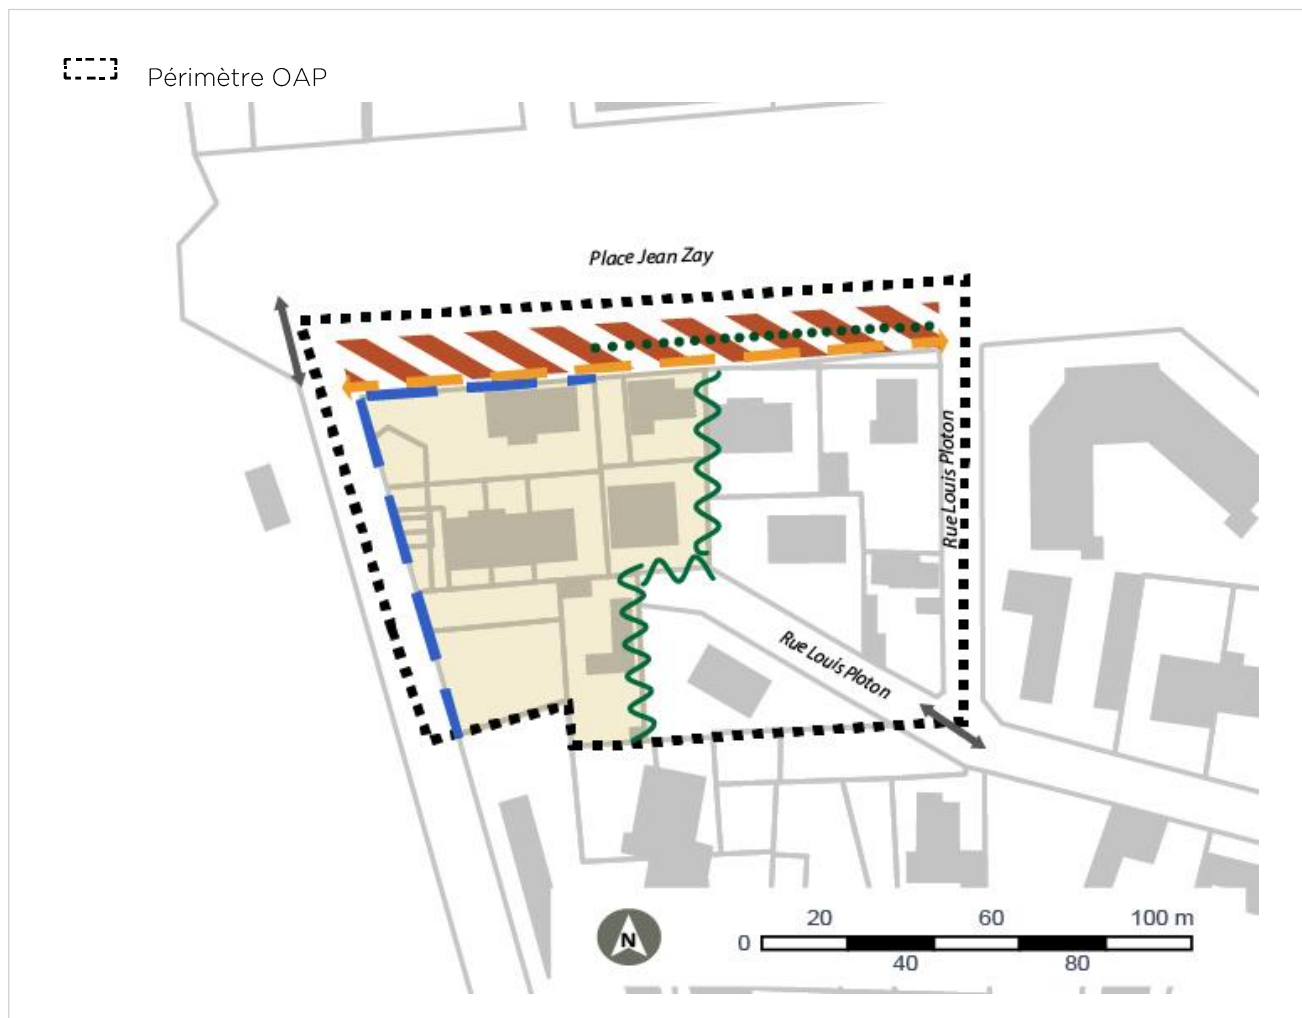 Périmètre OAP
Place Jean Zay
Rue Louis Ploton
Rue Louis Ploton
N
20 60 100 m
0
40 80